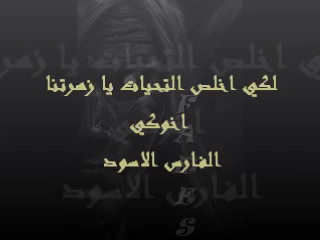 لكي اخلص التحيات يا زهرتنا
اخوكي
الفارس الاسود
F
A
E
S